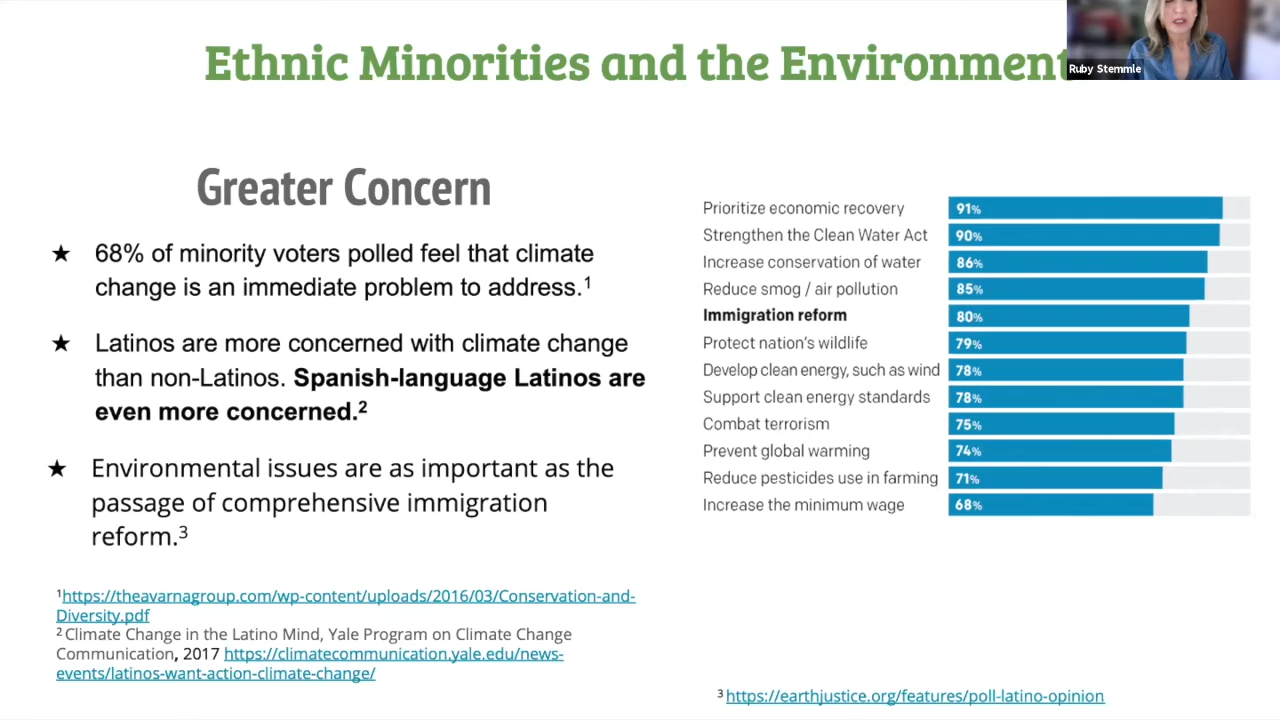 Ethnic Minorities and the Environment
Ruby Stemmle
Greater Concern
★ 68% of minority voters polled feel that climate
change is an immediate problem to address.¹
★ Latinos are more concerned with climate change
than non-Latinos. Spanish-language Latinos are
even more concerned.²
★ Environmental issues are as important as the
passage of comprehensive immigration
reform.³
¹https://theavarnagroup.com/wp-content/uploads/2016/03/Conservation-and-
Diversity.pdf
² Climate Change in the Latino Mind, Yale Program on Climate Change
Communication, 2017 https://climatecommunication.yale.edu/news-
events/latinos-want-action-climate-change/
Prioritize economic recovery 91%
Strengthen the Clean Water Act 90%
Increase conservation of water 86%
Reduce smog / air pollution 85%
Immigration reform 80%
Protect nation's wildlife 79%
Develop clean energy, such as wind 78%
Support clean energy standards 78%
Combat terrorism 75%
Prevent global warming 74%
Reduce pesticides use in farming 71%
Increase the minimum wage 68%
³ https://earthjustice.org/features/poll-latino-opinion